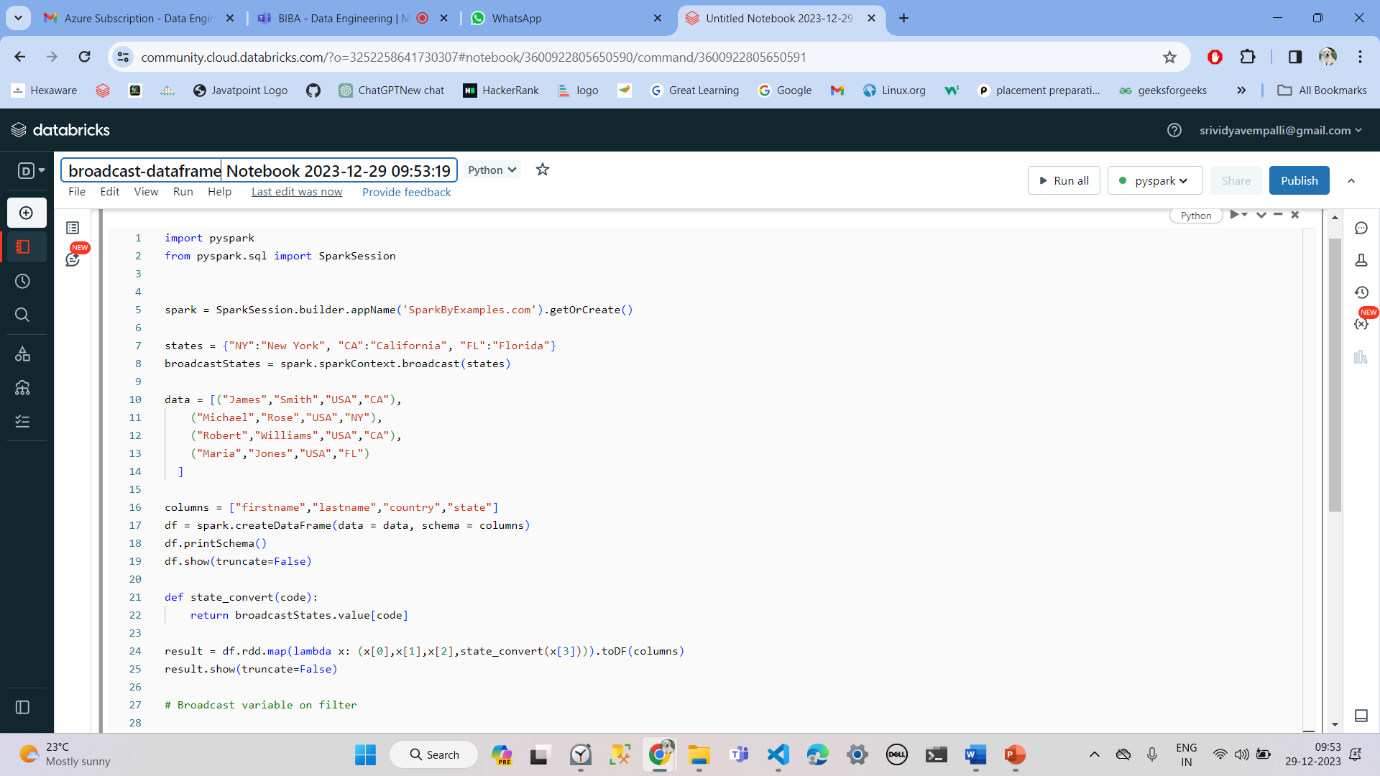 Azure Subscription - Data Engin
BIBA - Data Engineering | M
WhatsApp
Untitled Notebook 2023-12-29
community.cloud.databricks.com/?o=3252258641730307#notebook/3600922805650590/command/3600922805650591
Hexaware
Javatpoint Logo
ChatGPTNew chat
HackerRank
logo
Great Learning
Google
Linux.org
placement preparati...
geeksforgeeks
All Bookmarks
databricks
srividyavempalli@gmail.com
D
broadcast-dataframe Notebook 2023-12-29 09:53:19
Python
File Edit View Run Help Last edit was now Provide feedback
Run all
pyspark
Share
Publish
NEW
Python
NEW
1 import pyspark
2 from pyspark.sql import SparkSession
3
4
5 spark = SparkSession.builder.appName('SparkByExamples.com').getOrCreate()
6
7 states = {"NY":"New York", "CA":"California", "FL":"Florida"}
8 broadcastStates = spark.sparkContext.broadcast(states)
9
10 data = [("James","Smith","USA","CA"),
11 ("Michael","Rose","USA","NY"),
12 ("Robert","Williams","USA","CA"),
13 ("Maria","Jones","USA","FL")
14 ]
15
16 columns = ["firstname","lastname","country","state"]
17 df = spark.createDataFrame(data = data, schema = columns)
18 df.printSchema()
19 df.show(truncate=False)
20
21 def state_convert(code):
22 return broadcastStates.value[code]
23
24 result = df.rdd.map(lambda x: (x[0],x[1],x[2],state_convert(x[3]))).toDF(columns)
25 result.show(truncate=False)
26
27 # Broadcast variable on filter
28
23°C
Mostly sunny
Search
PRE
DELL
ENG
IN
09:53
29-12-2023